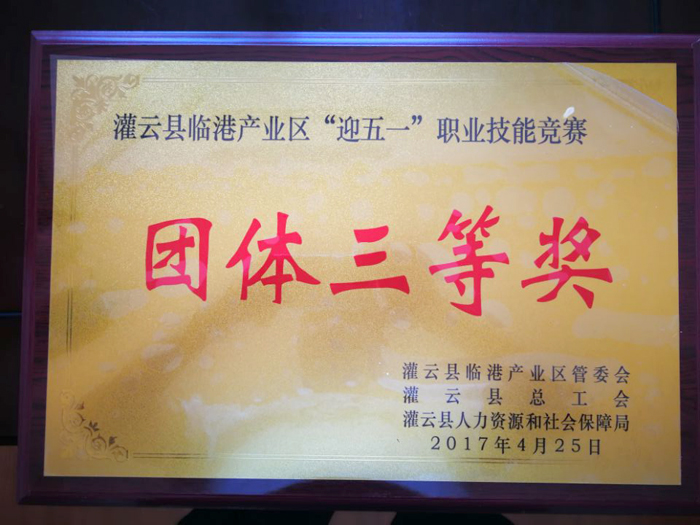 灌云县临港产业区“迎五一”职业技能竞赛
团体三等奖
灌云县临港产业区管委会
灌云县总工会
灌云县人力资源和社会保障局
2017年4月25日